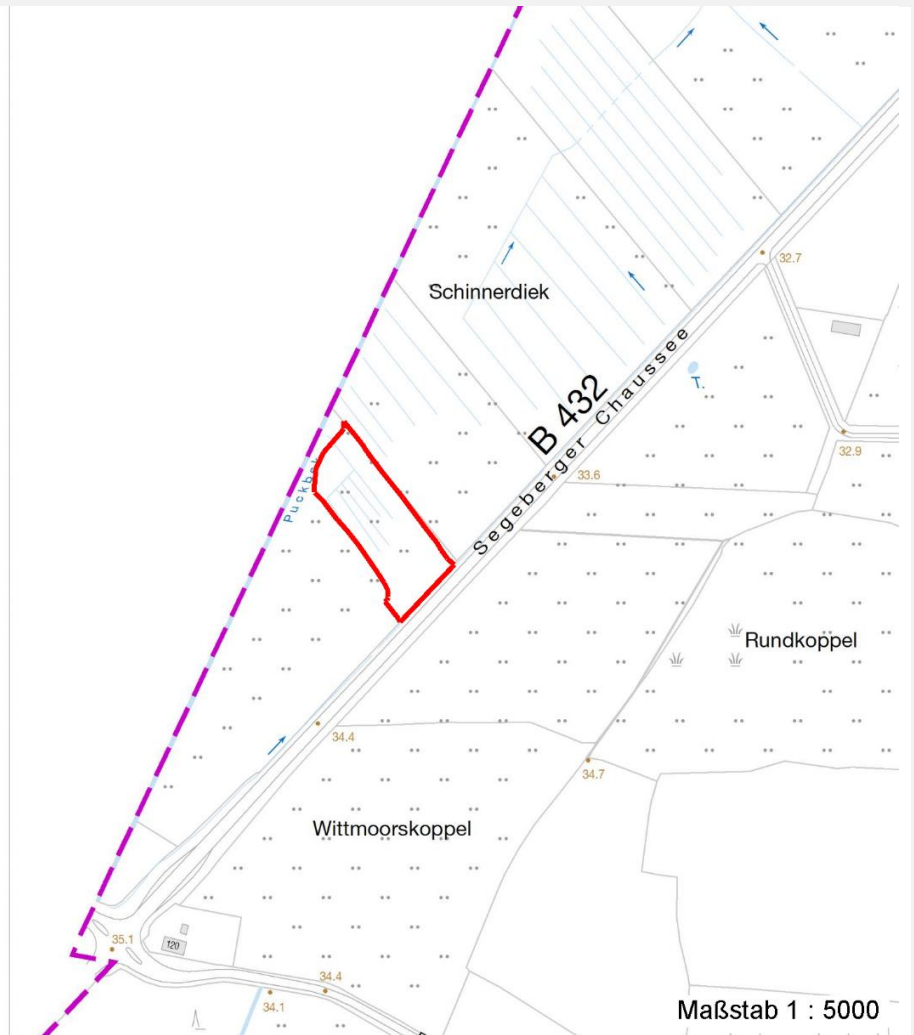 32.7
Schinnerdiek
T.
B 432
Segeberger Chaussee
32.9
33.6
Rundkoppel
34.4
34.7
Wittmoorskoppel
35.1
120
34.4
34.1
Maßstab 1 : 5000